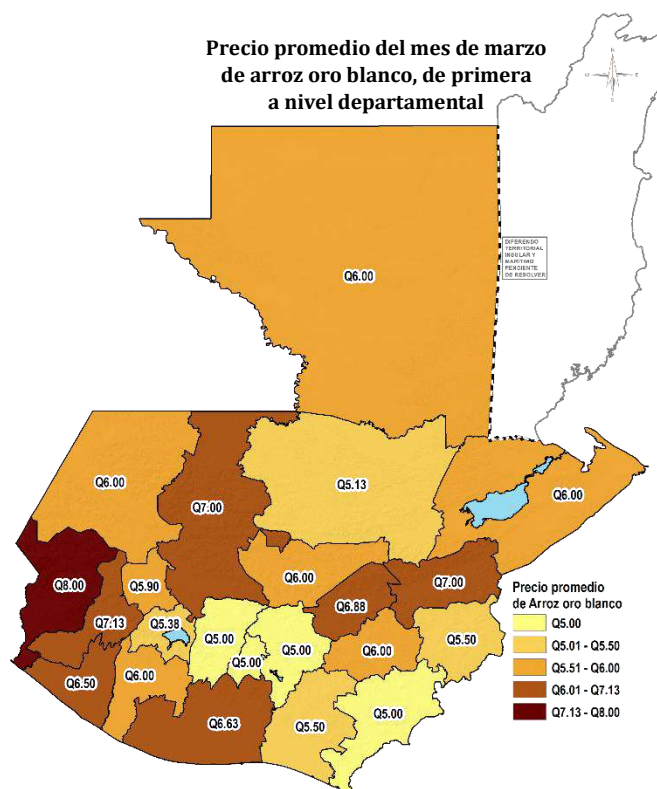 Precio promedio del mes de marzo
de arroz oro blanco, de primera
a nivel departamental
N
DIFERENDO
TERRITORIAL
INSULAR Y
MARÍTIMO
PENDIENTE
DE RESOLVER
Q6.00
Q6.00
Q7.00
Q5.13
Q6.00
Q8.00
Q5.90
Q6.00
Q7.00
Q7.13
Q5.38
Q6.88
Q5.00
Q5.00
Q5.00
Q6.00
Q5.50
Q6.50
Q6.00
Q6.63
Q5.50
Q5.00
Precio promedio
de Arroz oro blanco
Q5.00
Q5.01 - Q5.50
Q5.51 - Q6.00
Q6.01 - Q7.13
Q7.13 - Q8.00